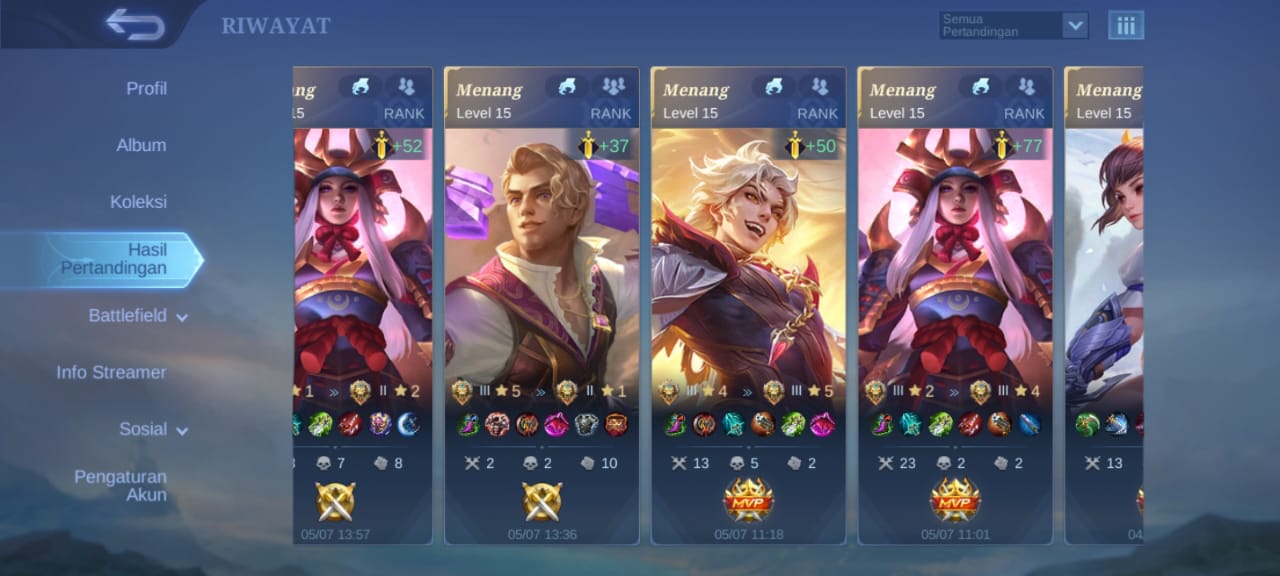 RIWAYAT
Semua
Pertandingan
Profil
Album
Koleksi
Hasil
Pertandingan
Battlefield
Info Streamer
Sosial
Pengaturan
Akun
ng
15
RANK
+52
1 » II 2
7 8
05/07 13:57
Menang
Level 15
RANK
+37
III 5 » II 1
2 2 10
05/07 13:36
Menang
Level 15
RANK
+50
III 4 » III 5
13 5 2
MVP
05/07 11:18
Menang
Level 15
RANK
+77
III 2 » III 4
23 2 2
MVP
05/07 11:01
Menang
Level 15
13
04